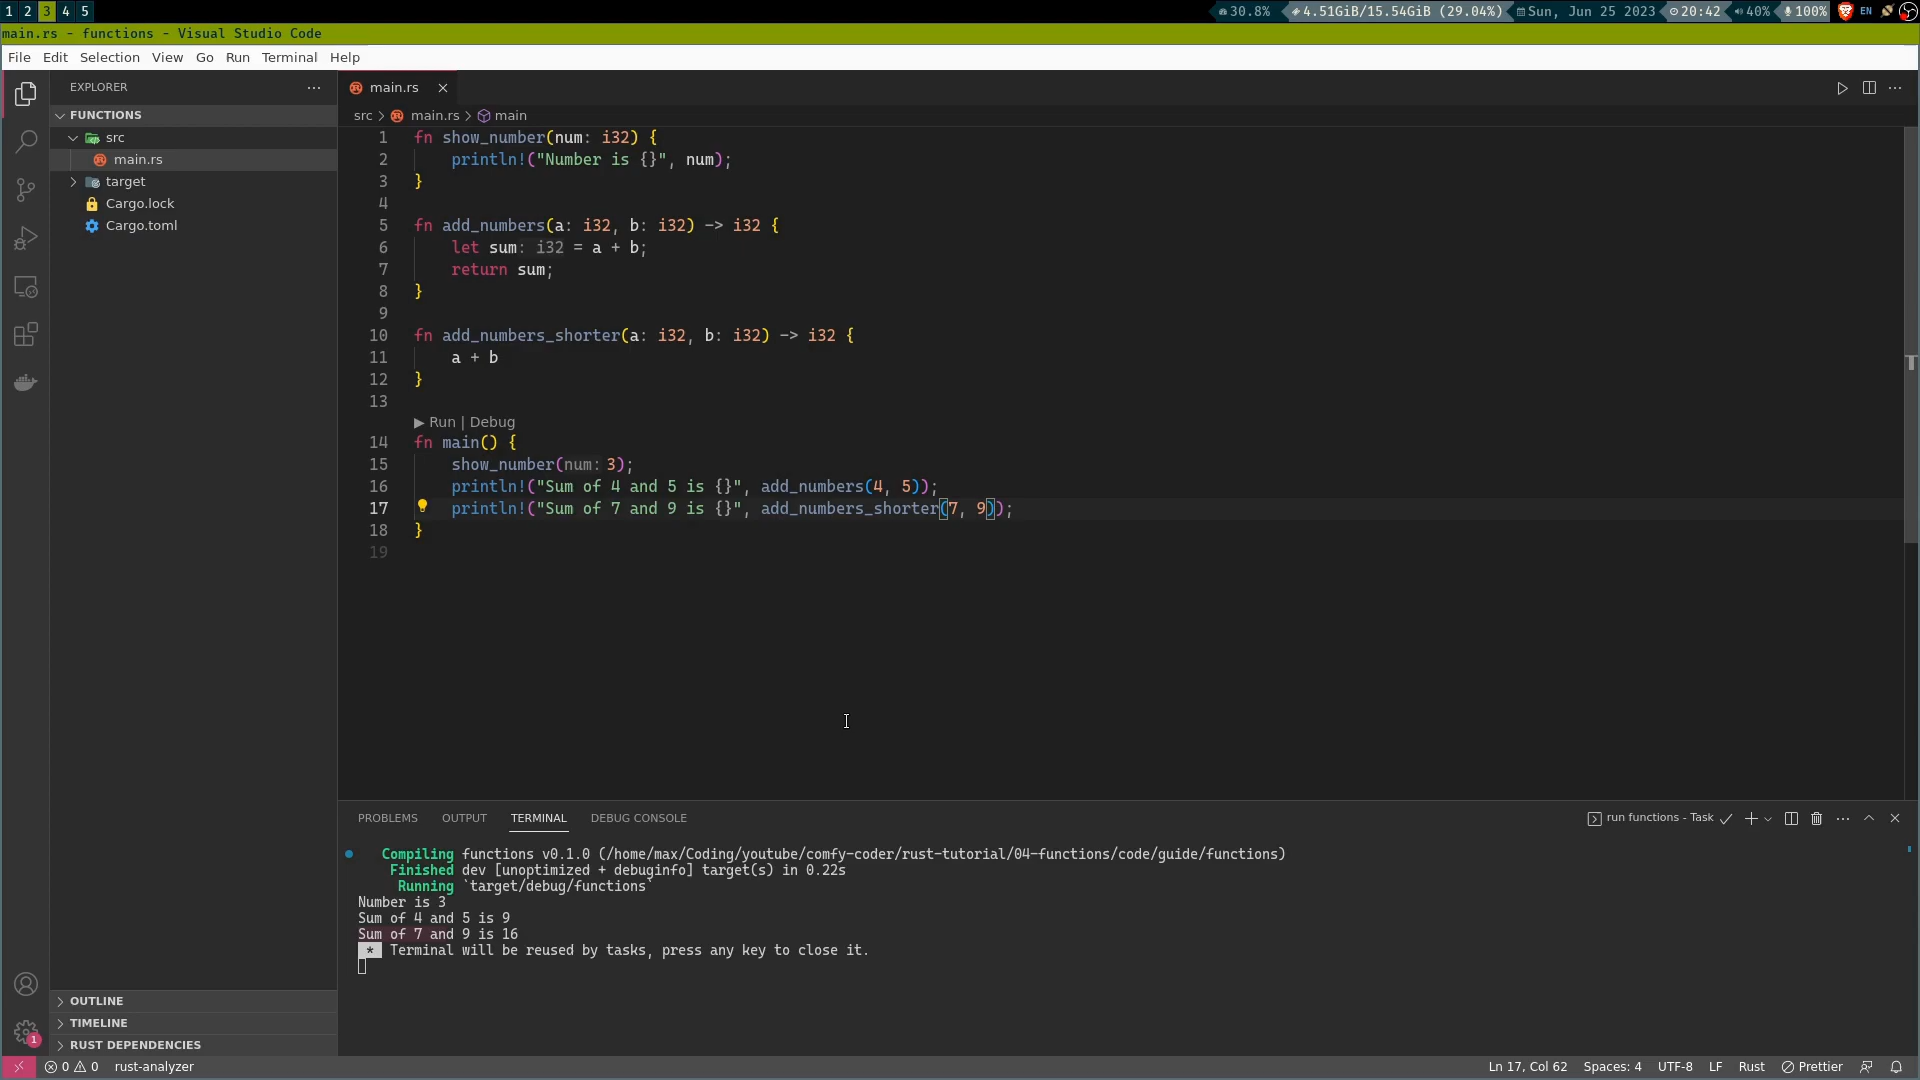 1 2 3 4 5
30.8% 4.51GiB/15.54GiB (29.04%) Sun, Jun 25 2023 20:42 40% 100% EN
main.rs - functions - Visual Studio Code
File Edit Selection View Go Run Terminal Help
EXPLORER
FUNCTIONS
src
main.rs
target
Cargo.lock
Cargo.toml
OUTLINE
TIMELINE
RUST DEPENDENCIES
1
main.rs
src > main.rs > main
1 fn show_number(num: i32) {
2     println!("Number is {}", num);
3 }
4
5 fn add_numbers(a: i32, b: i32) -> i32 {
6     let sum: i32 = a + b;
7     return sum;
8 }
9
10 fn add_numbers_shorter(a: i32, b: i32) -> i32 {
11     a + b
12 }
13
▶ Run | Debug
14 fn main() {
15     show_number(num: 3);
16     println!("Sum of 4 and 5 is {}", add_numbers(4, 5));
17     println!("Sum of 7 and 9 is {}", add_numbers_shorter(7, 9));
18 }
19
PROBLEMS OUTPUT TERMINAL DEBUG CONSOLE
run functions - Task
Compiling functions v0.1.0 (/home/max/Coding/youtube/comfy-coder/rust-tutorial/04-functions/code/guide/functions)
Finished dev [unoptimized + debuginfo] target(s) in 0.22s
Running `target/debug/functions`
Number is 3
Sum of 4 and 5 is 9
Sum of 7 and 9 is 16
* Terminal will be reused by tasks, press any key to close it.
0 0 rust-analyzer
Ln 17, Col 62 Spaces: 4 UTF-8 LF Rust Prettier